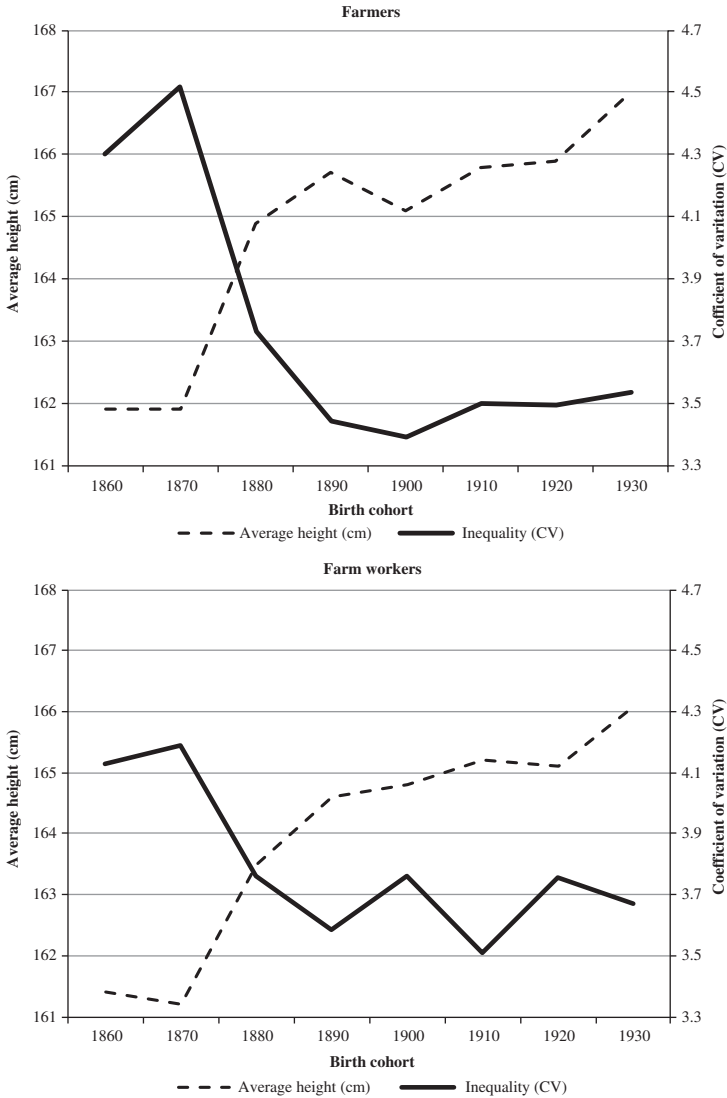 Farmers
168
167
166
165
164
163
162
161
4.7
4.5
4.3
4.1
3.9
3.7
3.5
3.3
Average height (cm)
Cofficient of varitation (CV)
1860 1870 1880 1890 1900 1910 1920 1930
Birth cohort
Average height (cm) Inequality (CV)
Farm workers
168
167
166
165
164
163
162
161
4.7
4.5
4.3
4.1
3.9
3.7
3.5
3.3
Average height (cm)
Coefficient of variation (CV)
1860 1870 1880 1890 1900 1910 1920 1930
Birth cohort
Average height (cm) Inequality (CV)